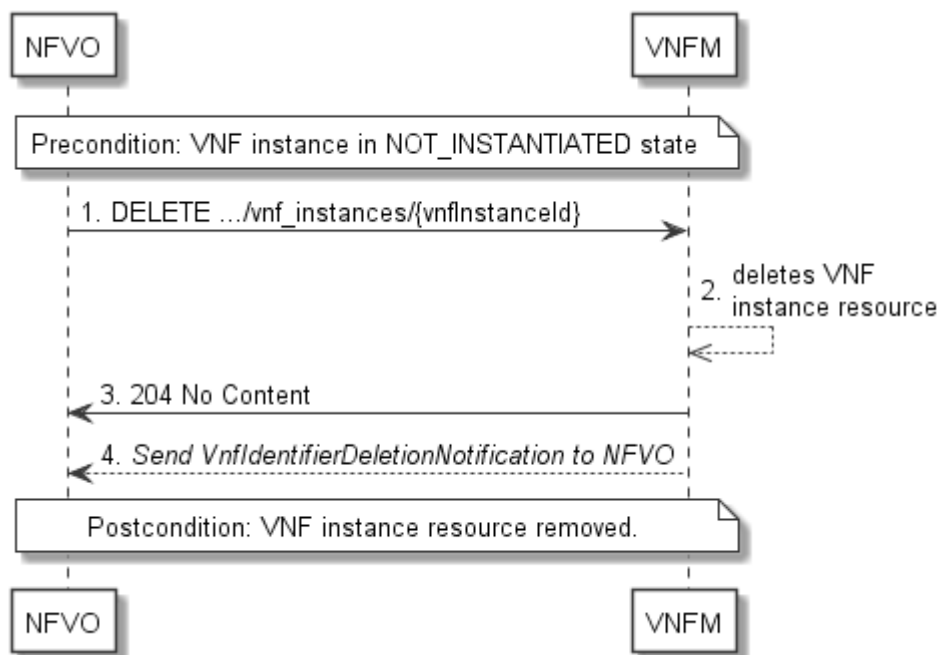 NFVO VNFM
Precondition: VNF instance in NOT_INSTANTIATED state
1. DELETE .../vnf_instances/{vnfInstanceId}
2. deletes VNF
instance resource
3. 204 No Content
4. Send VnfIdentifierDeletionNotification to NFVO
Postcondition: VNF instance resource removed.
NFVO VNFM